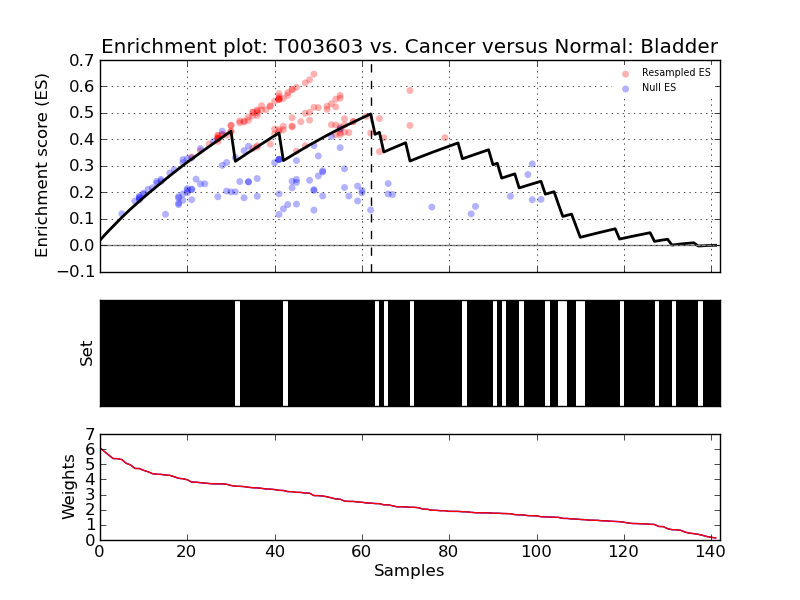 Enrichment plot: T003603 vs. Cancer versus Normal: Bladder
0.7
0.6
0.5
0.4
0.3
0.2
0.1
0.0
−0.1
Enrichment score (ES)
Resampled ES
Null ES
Set
7
6
5
4
3
2
1
0
Weights
0 20 40 60 80 100 120 140
Samples